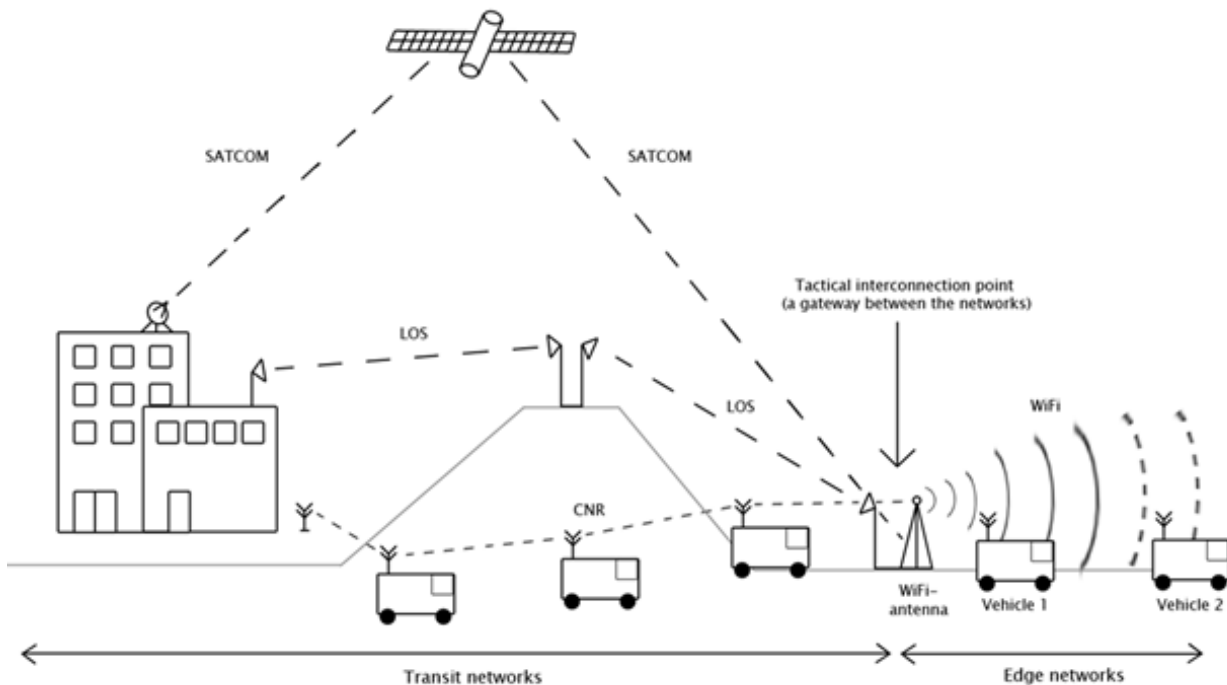 SATCOM
SATCOM
Tactical interconnection point
(a gateway between the networks)
LOS
LOS
WiFi
CNR
WiFi-
antenna
Vehicle 1
Vehicle 2
Transit networks
Edge networks